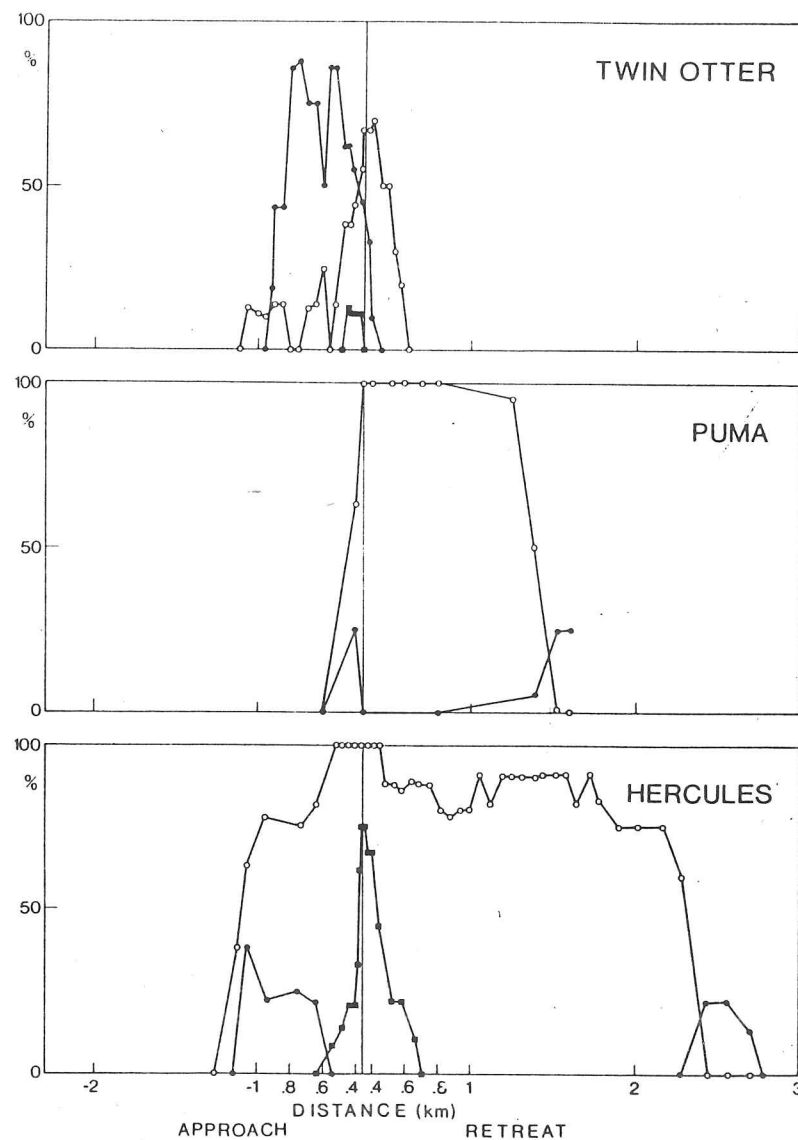 100
%
TWIN OTTER
50
0
100
%
PUMA
50
0
100
%
HERCULES
50
0
-2 -1 .8 .6 .4 .4 .6 .8 1 2 3
DISTANCE (km)
APPROACH RETREAT